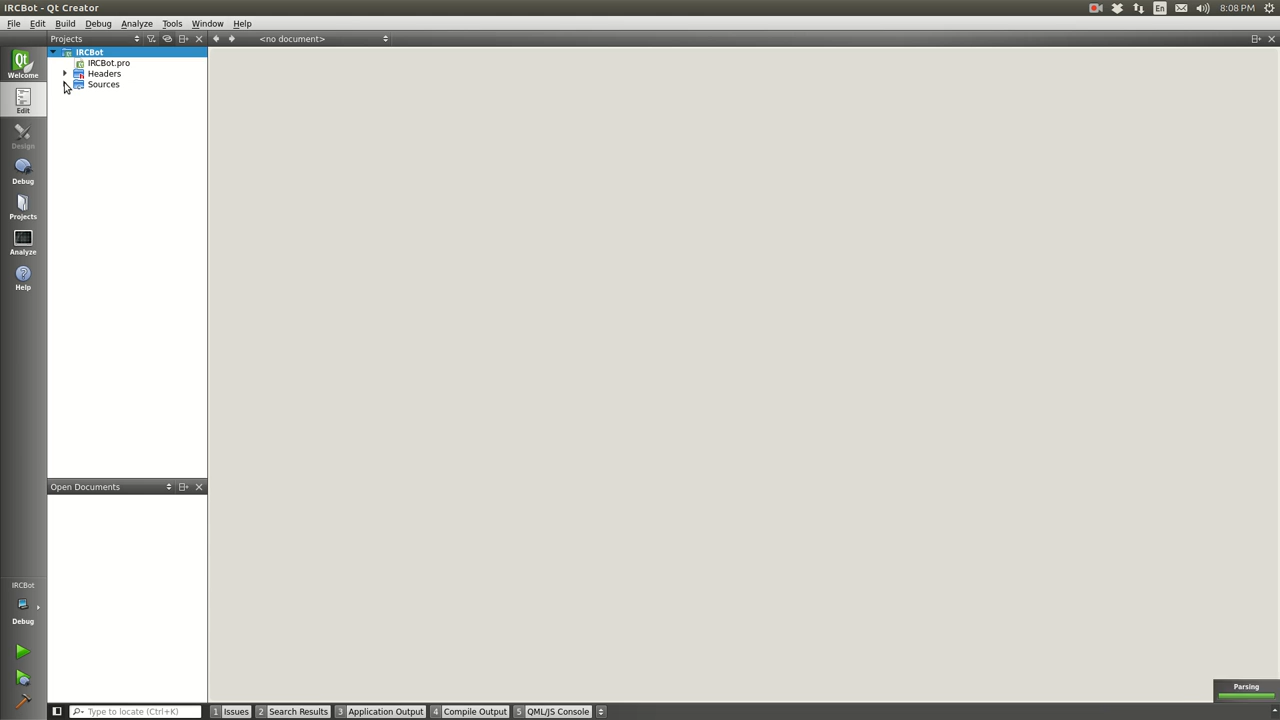 IRCBot - Qt Creator
En
8:08 PM
File Edit Build Debug Analyze Tools Window Help
Projects
<no document>
Welcome
Edit
Design
Debug
Projects
Analyze
Help
IRCBot
IRCBot.pro
Headers
Sources
Open Documents
IRCBot
Debug
Parsing
Type to locate (Ctrl+K)
1 Issues 2 Search Results 3 Application Output 4 Compile Output 5 QML/JS Console